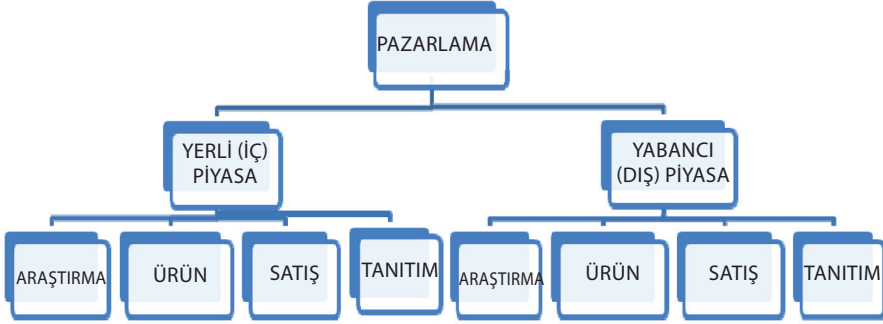 PAZARLAMA
YERLİ (İÇ)
PİYASA
YABANCI
(DIŞ) PİYASA
ARAŞTIRMA
ÜRÜN
SATIŞ
TANITIM
ARAŞTIRMA
ÜRÜN
SATIŞ
TANITIM